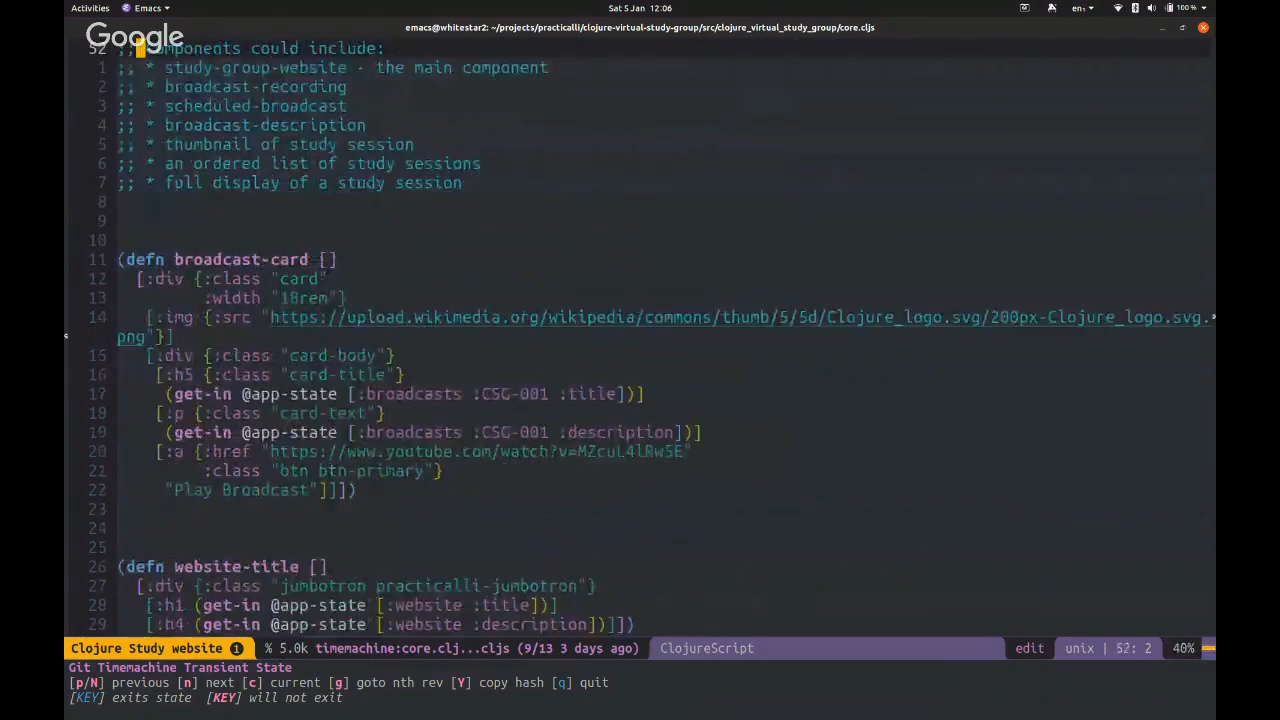 Activities Emacs Sat 5 Jan 12:06 en₁ 100 %
Google
emacs@whitestar2: ~/projects/practicalli/clojure-virtual-study-group/src/clojure_virtual_study_group/core.cljs
52 ;; omponents could include:
1 ;; * study-group-website - the main component
2 ;; * broadcast-recording
3 ;; * scheduled-broadcast
4 ;; * broadcast-description
5 ;; * thumbnail of study session
6 ;; * an ordered list of study sessions
7 ;; * full display of a study session
8
9
10
11 (defn broadcast-card []
12 [:div {:class "card"
13 :width "18rem"}
14 [:img {:src "https://upload.wikimedia.org/wikipedia/commons/thumb/5/5d/Clojure_logo.svg/200px-Clojure_logo.svg.
png"}]
15 [:div {:class "card-body"}
16 [:h5 {:class "card-title"}
17 (get-in @app-state [:broadcasts :CSG-001 :title])]
18 [:p {:class "card-text"}
19 (get-in @app-state [:broadcasts :CSG-001 :description])]
20 [:a {:href "https://www.youtube.com/watch?v=MZcuL4lRw5E"
21 :class "btn btn-primary"}
22 "Play Broadcast"]]])
23
24
25
26 (defn website-title []
27 [:div {:class "jumbotron practicalli-jumbotron"}
28 [:h1 (get-in @app-state [:website :title])]
29 [:h4 (get-in @app-state [:website :description])]])
Clojure Study website 1 % 5.0k timemachine:core.clj...cljs (9/13 3 days ago) ClojureScript edit unix | 52: 2 40%
Git Timemachine Transient State
[p/N] previous [n] next [c] current [g] goto nth rev [Y] copy hash [q] quit
[KEY] exits state [KEY] will not exit